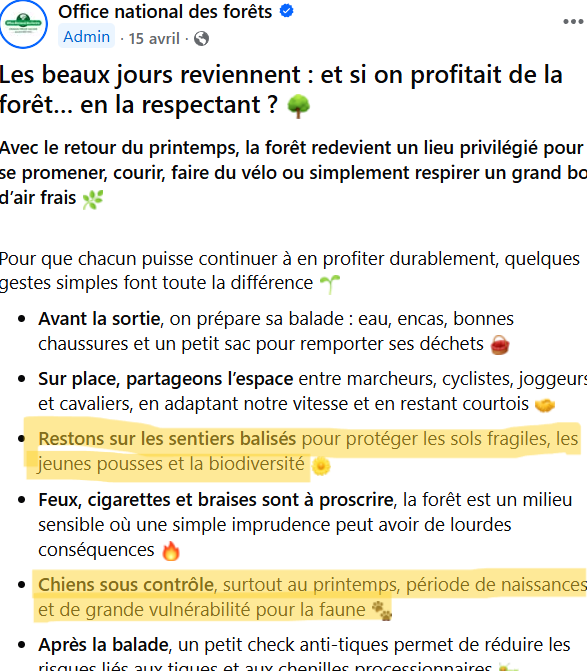 Office national des forêts
Admin · 15 avril ·
Les beaux jours reviennent : et si on profitait de la
forêt… en la respectant ? 🌳
Avec le retour du printemps, la forêt redevient un lieu privilégié pour
se promener, courir, faire du vélo ou simplement respirer un grand bo
d’air frais 🌿
Pour que chacun puisse continuer à en profiter durablement, quelques
gestes simples font toute la différence 🌱
• Avant la sortie, on prépare sa balade : eau, encas, bonnes
chaussures et un petit sac pour remporter ses déchets 🧺
• Sur place, partageons l’espace entre marcheurs, cyclistes, joggeurs
et cavaliers, en adaptant notre vitesse et en restant courtois 🤝
• Restons sur les sentiers balisés pour protéger les sols fragiles, les
jeunes pousses et la biodiversité 🌼
• Feux, cigarettes et braises sont à proscrire, la forêt est un milieu
sensible où une simple imprudence peut avoir de lourdes
conséquences 🔥
• Chiens sous contrôle, surtout au printemps, période de naissances
et de grande vulnérabilité pour la faune 🐾
• Après la balade, un petit check anti-tiques permet de réduire les
risques liés aux tiques et aux chenilles processionnaires